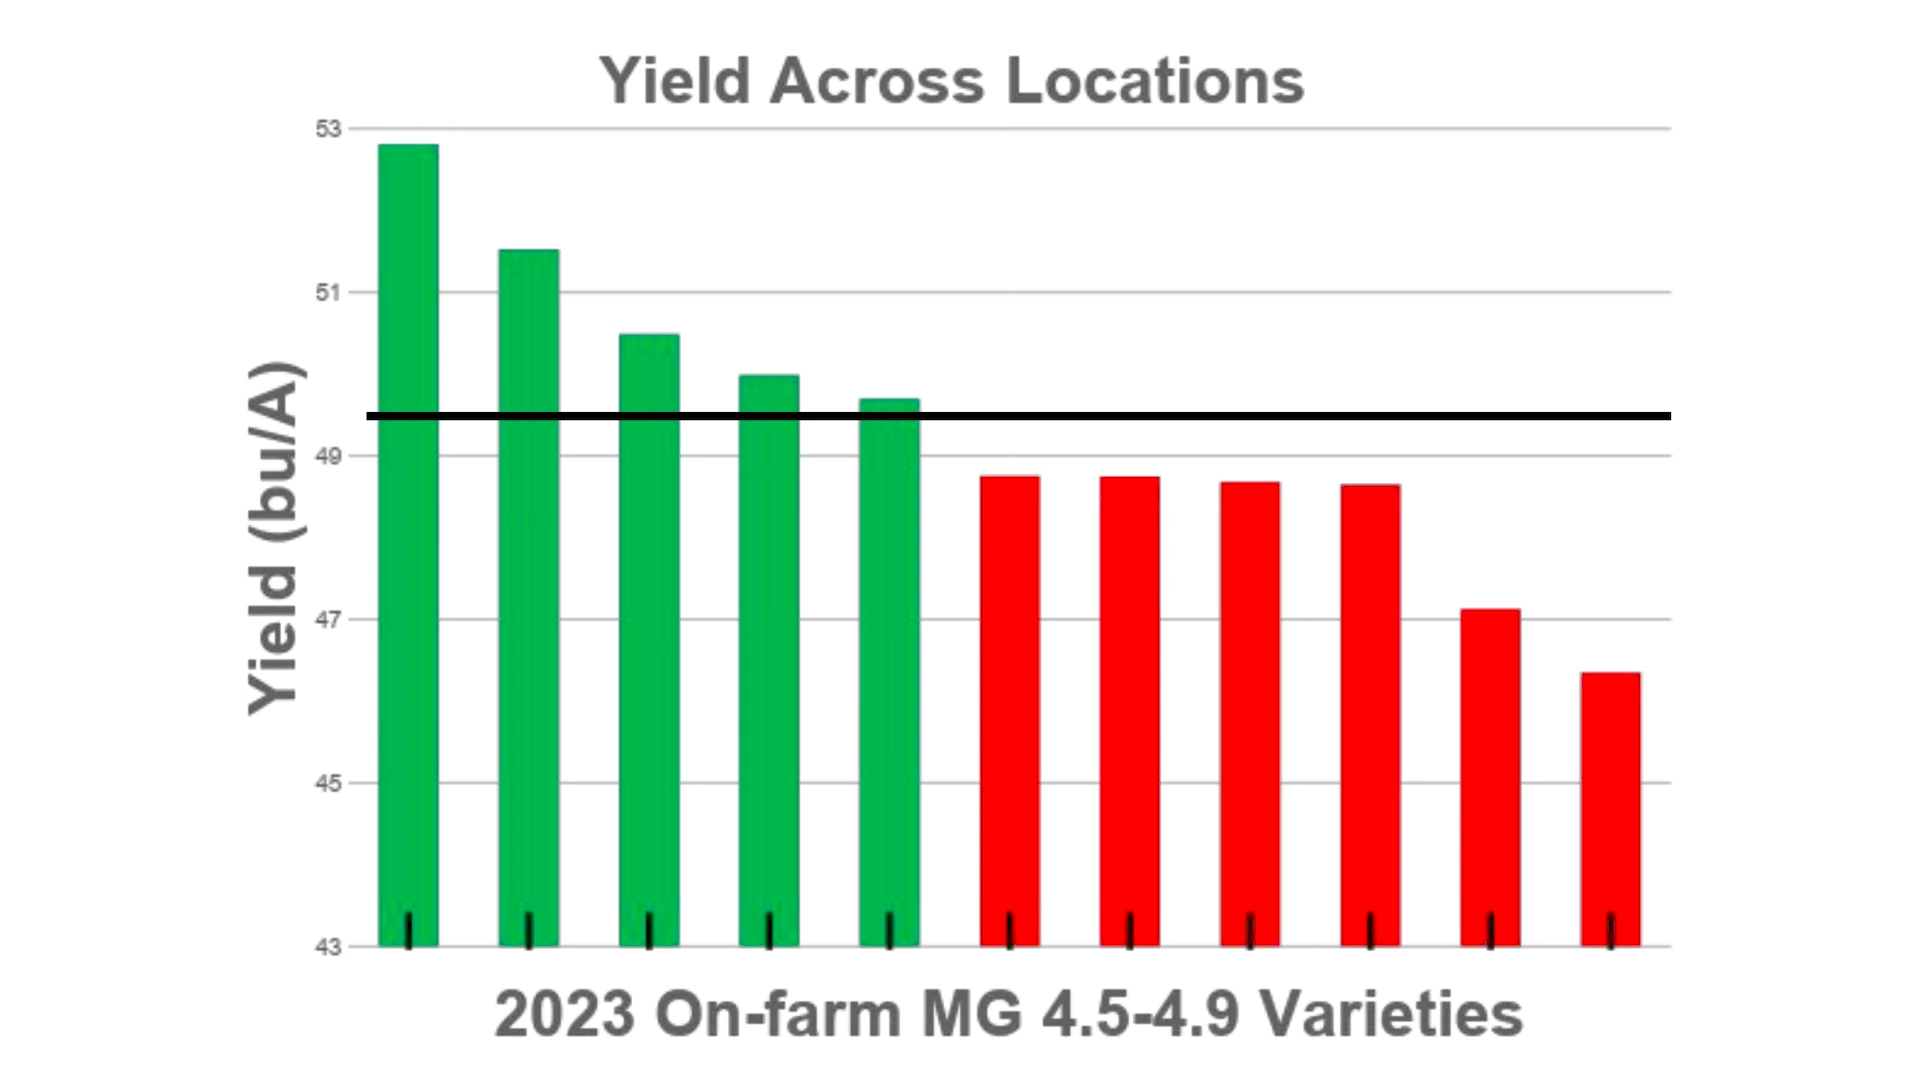 Yield Across Locations
53
51
49
47
45
43
Yield (bu/A)
2023 On-farm MG 4.5-4.9 Varieties